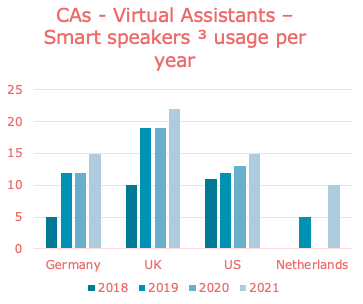 CAs - Virtual Assistants –
Smart speakers ³ usage per
year
25
20
15
10
5
0
Germany UK US Netherlands
2018 2019 2020 2021